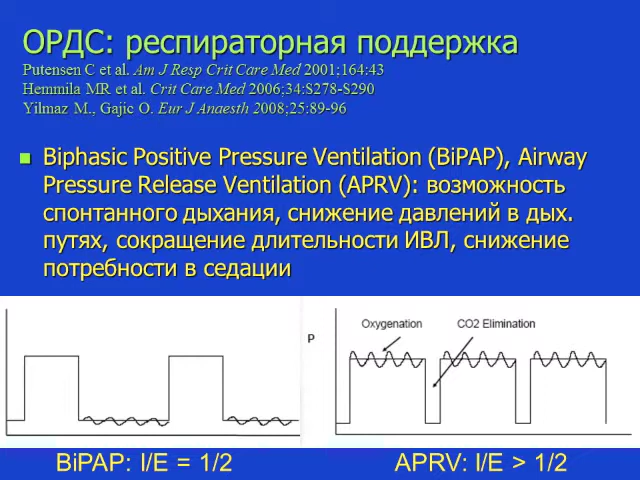 ОРДС: респираторная поддержка
Putensen C et al. Am J Resp Crit Care Med 2001;164:43
Hemmila MR et al. Crit Care Med 2006;34:S278-S290
Yilmaz M., Gajic O. Eur J Anaesth 2008;25:89-96
Biphasic Positive Pressure Ventilation (BiPAP), Airway
Pressure Release Ventilation (APRV): возможность
спонтанного дыхания, снижение давлений в дых.
путях, сокращение длительности ИВЛ, снижение
потребности в седации
Oxygenation
CO2 Elimination
P
BiPAP: I/E = 1/2
APRV: I/E > 1/2